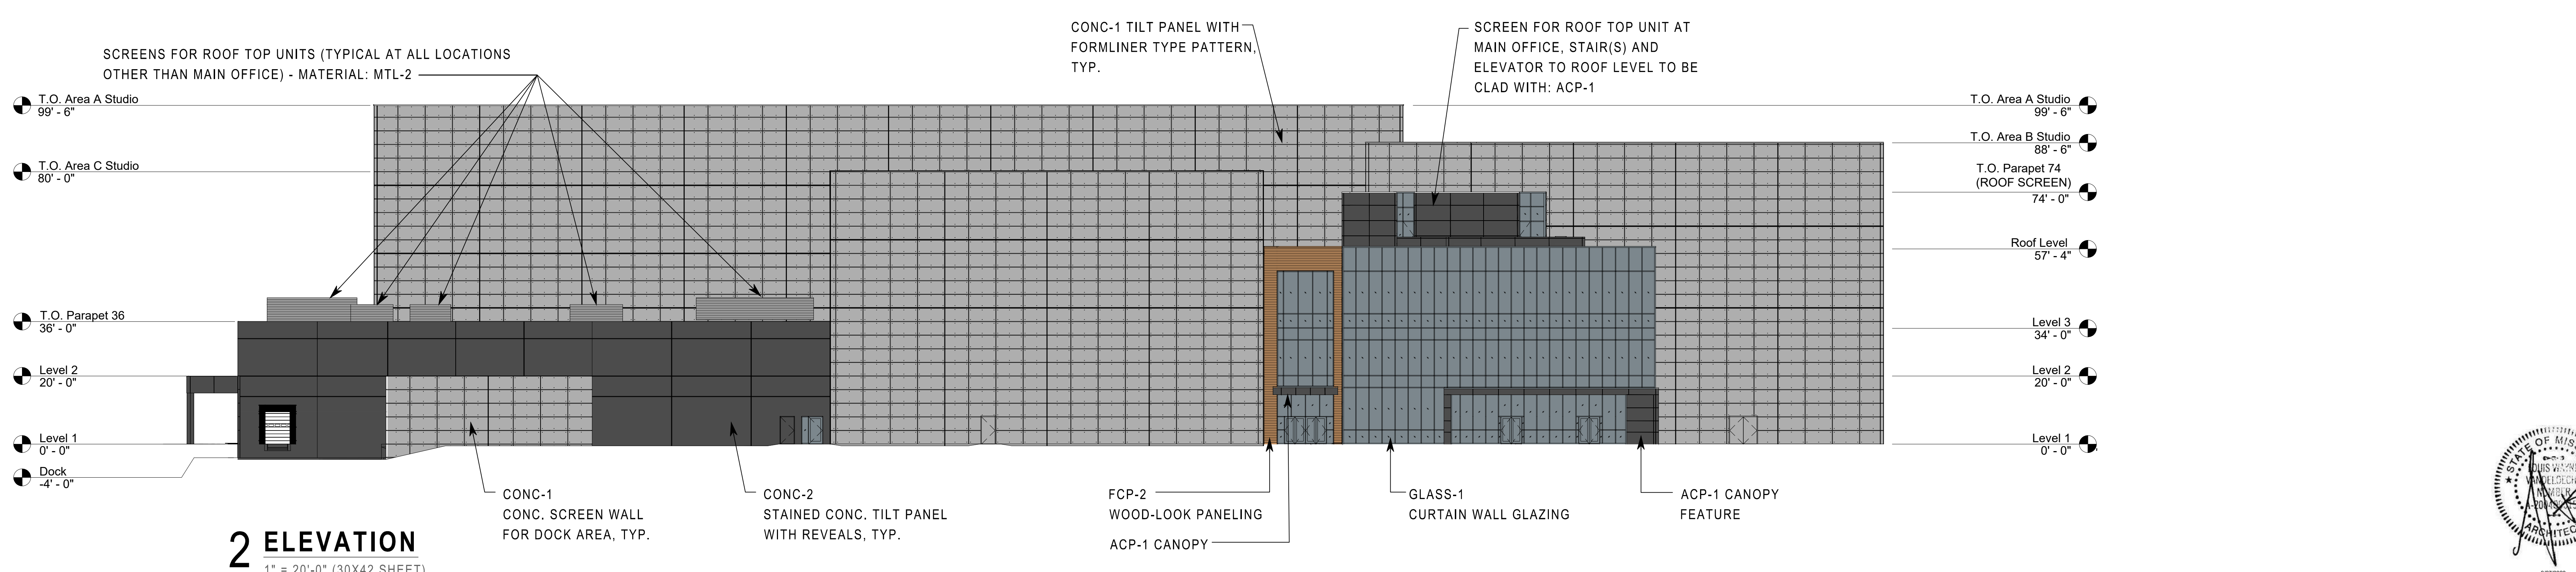 SCREENS FOR ROOF TOP UNITS (TYPICAL AT ALL LOCATIONS
OTHER THAN MAIN OFFICE) - MATERIAL: MTL-2
CONC-1 TILT PANEL WITH
FORMLINER TYPE PATTERN,
TYP.
SCREEN FOR ROOF TOP UNIT AT
MAIN OFFICE, STAIR(S) AND
ELEVATOR TO ROOF LEVEL TO BE
CLAD WITH: ACP-1
T.O. Area A Studio
99' - 6"
T.O. Area C Studio
80' - 0"
T.O. Parapet 36
36' - 0"
Level 2
20' - 0"
Level 1
0' - 0"
Dock
-4' - 0"
T.O. Area A Studio
99' - 6"
T.O. Area B Studio
88' - 6"
T.O. Parapet 74
(ROOF SCREEN)
74' - 0"
Roof Level
57' - 4"
Level 3
34' - 0"
Level 2
20' - 0"
Level 1
0' - 0"
CONC-1
CONC. SCREEN WALL
FOR DOCK AREA, TYP.
CONC-2
STAINED CONC. TILT PANEL
WITH REVEALS, TYP.
FCP-2
WOOD-LOOK PANELING
ACP-1 CANOPY
GLASS-1
CURTAIN WALL GLAZING
ACP-1 CANOPY
FEATURE
2 ELEVATION
1" = 20'-0" (30X42 SHEET)
STATE OF MIS
NUMBER